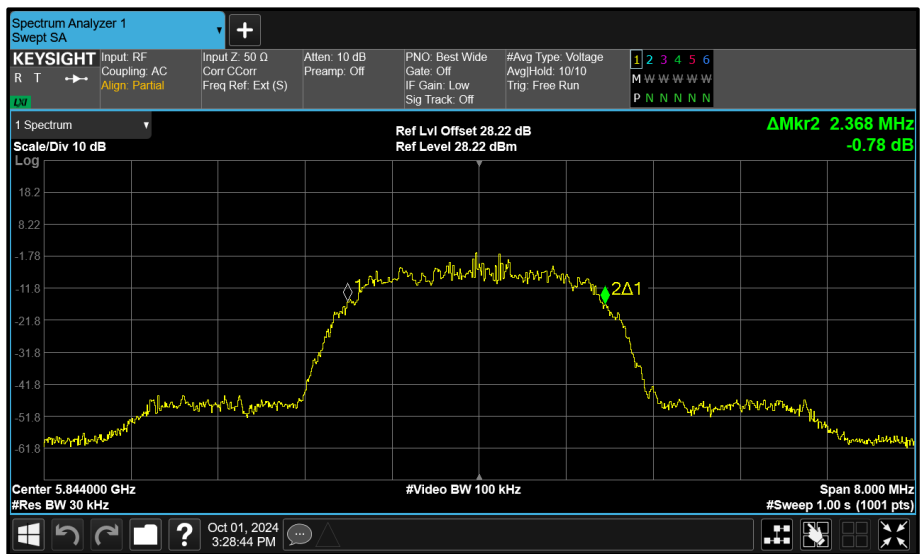 Spectrum Analyzer 1
Swept SA
+
KEYSIGHT
R T
LXI
Input: RF
Coupling: AC
Align: Partial
Input Z: 50 Ω
Corr CCorr
Freq Ref: Ext (S)
Atten: 10 dB
Preamp: Off
PNO: Best Wide
Gate: Off
IF Gain: Low
Sig Track: Off
#Avg Type: Voltage
Avg|Hold: 10/10
Trig: Free Run
1 2 3 4 5 6
M W W W W W
P N N N N N
1 Spectrum
Scale/Div 10 dB
Ref Lvl Offset 28.22 dB
Ref Level 28.22 dBm
ΔMkr2 2.368 MHz
-0.78 dB
Log
18.2
8.22
-1.78
-11.8
-21.8
-31.8
-41.8
-51.8
-61.8
1
2Δ1
Center 5.844000 GHz
#Video BW 100 kHz
Span 8.000 MHz
#Res BW 30 kHz
#Sweep 1.00 s (1001 pts)
?
Oct 01, 2024
3:28:44 PM